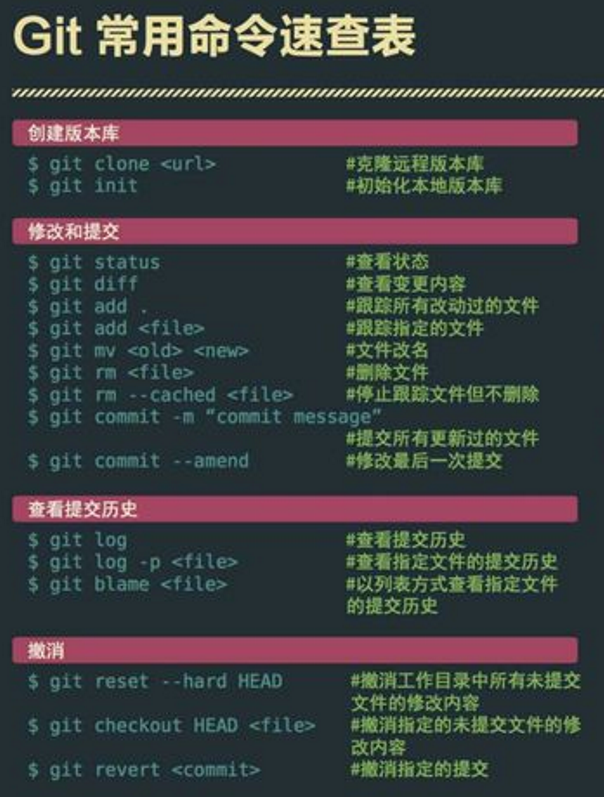 Git 常用命令速查表
创建版本库
$ git clone <url> #克隆远程版本库
$ git init #初始化本地版本库
修改和提交
$ git status #查看状态
$ git diff #查看变更内容
$ git add . #跟踪所有改动过的文件
$ git add <file> #跟踪指定的文件
$ git mv <old> <new> #文件改名
$ git rm <file> #删除文件
$ git rm --cached <file> #停止跟踪文件但不删除
$ git commit -m “commit message”
#提交所有更新过的文件
$ git commit --amend #修改最后一次提交
查看提交历史
$ git log #查看提交历史
$ git log -p <file> #查看指定文件的提交历史
$ git blame <file> #以列表方式查看指定文件
的提交历史
撤消
$ git reset --hard HEAD #撤消工作目录中所有未提交
文件的修改内容
$ git checkout HEAD <file> #撤消指定的未提交文件的修
改内容
$ git revert <commit> #撤消指定的提交